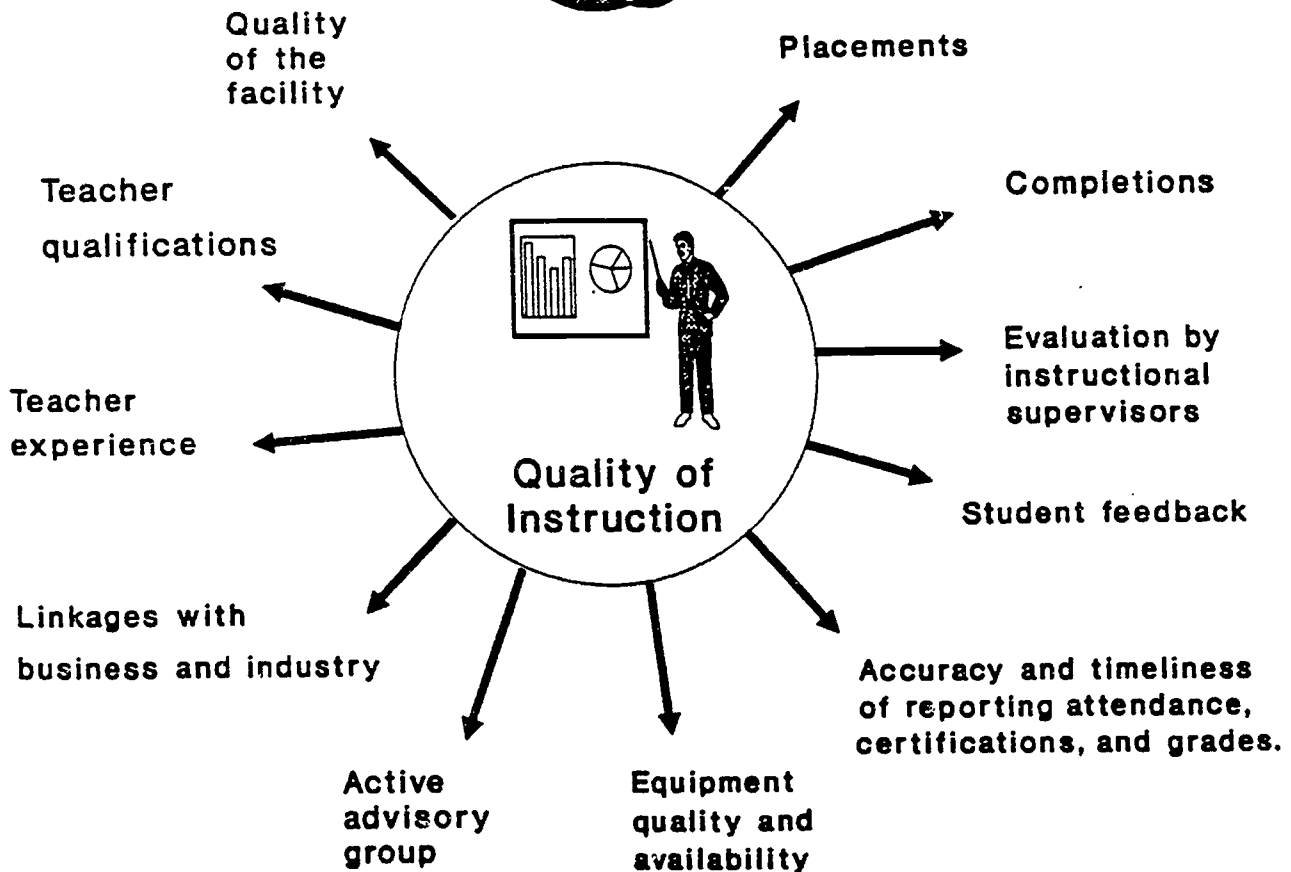 Quality
of the
facility
Placements
Teacher
qualifications
Completions
Evaluation by
instructional
supervisors
Teacher
experience
Quality of
Instruction
Student feedback
Linkages with
business and industry
Accuracy and timeliness
of reporting attendance,
certifications, and grades.
Active
advisory
group
Equipment
quality and
availability